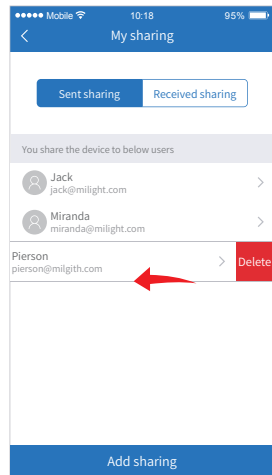 Mobile 10:18 95%
My sharing
Sent sharing Received sharing
You share the device to below users
Jack
jack@milight.com
Miranda
miranda@milight.com
Pierson
pierson@milgith.com
Delete
Add sharing